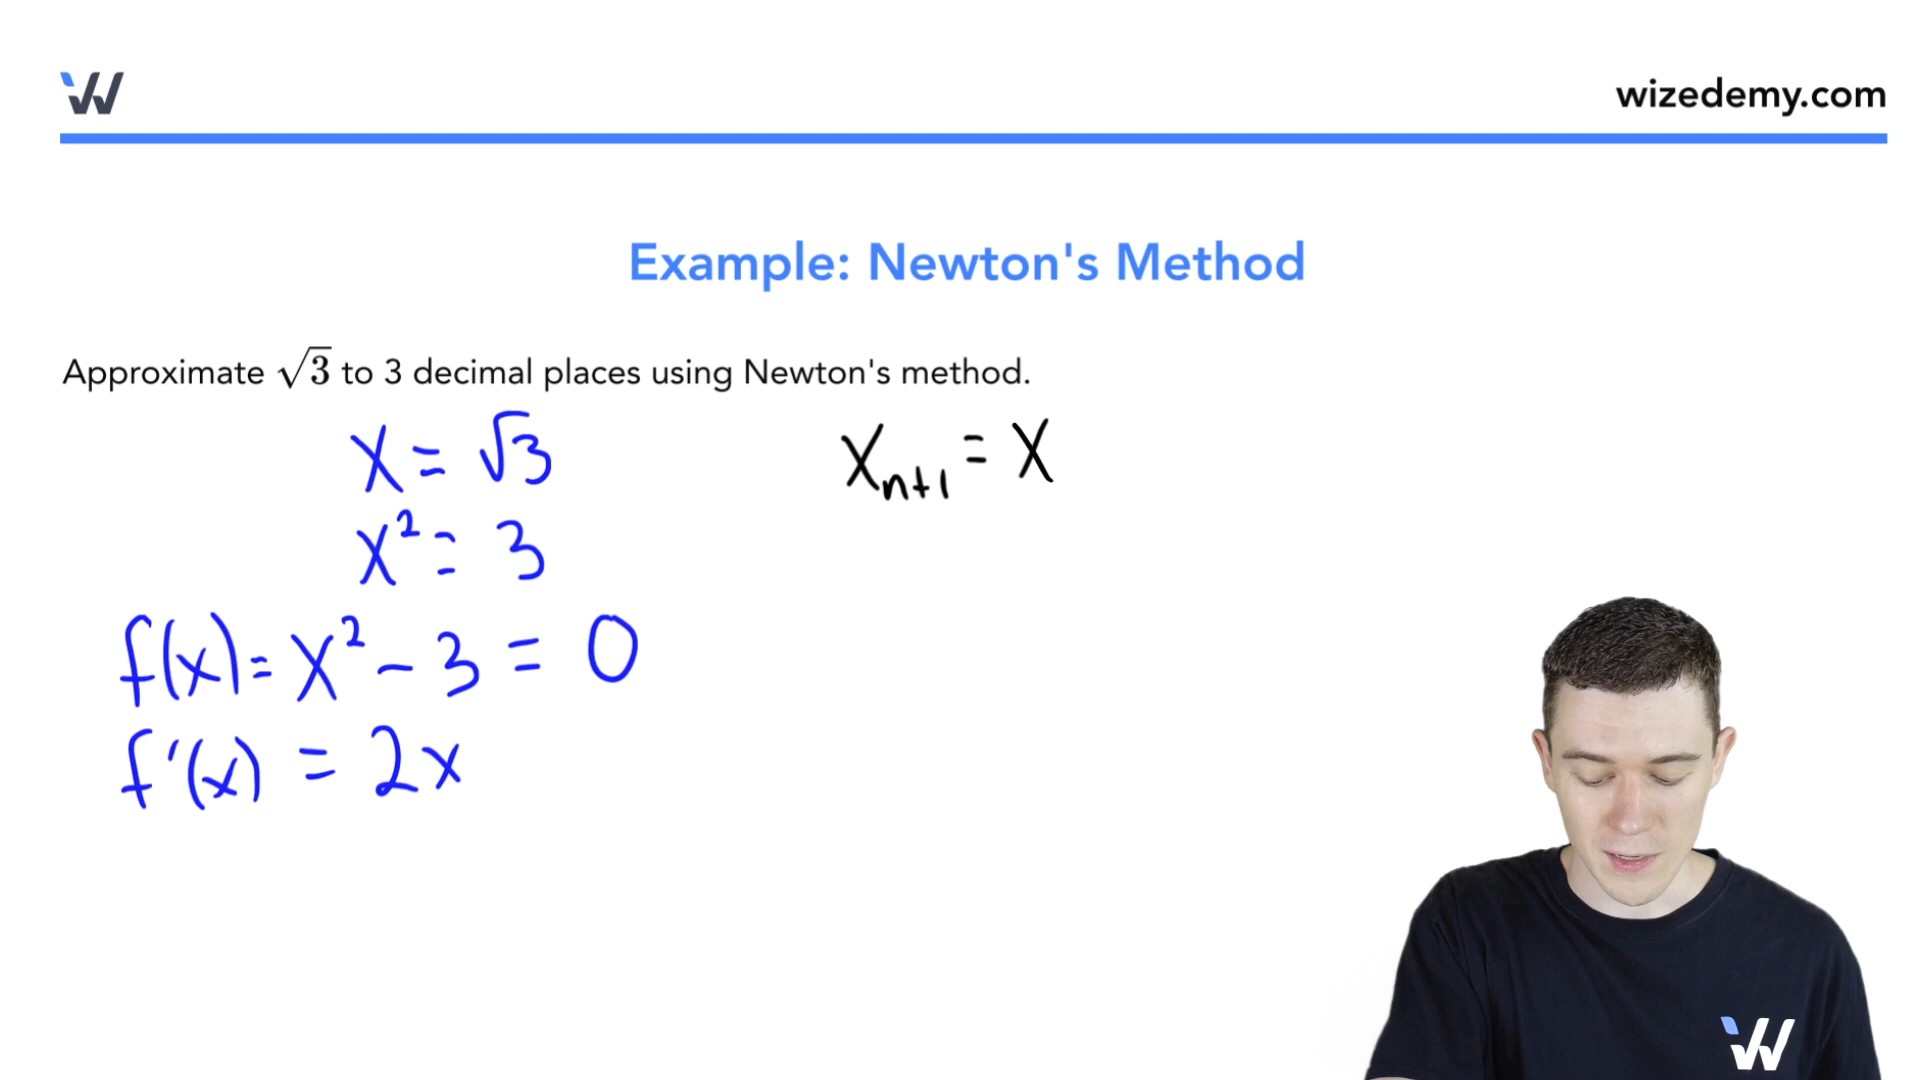 wizedemy.com
Example: Newton's Method
Approximate √3 to 3 decimal places using Newton's method.
x = √3
x² = 3
f(x) = x² - 3 = 0
f'(x) = 2x
xₙ₊₁ = x
W